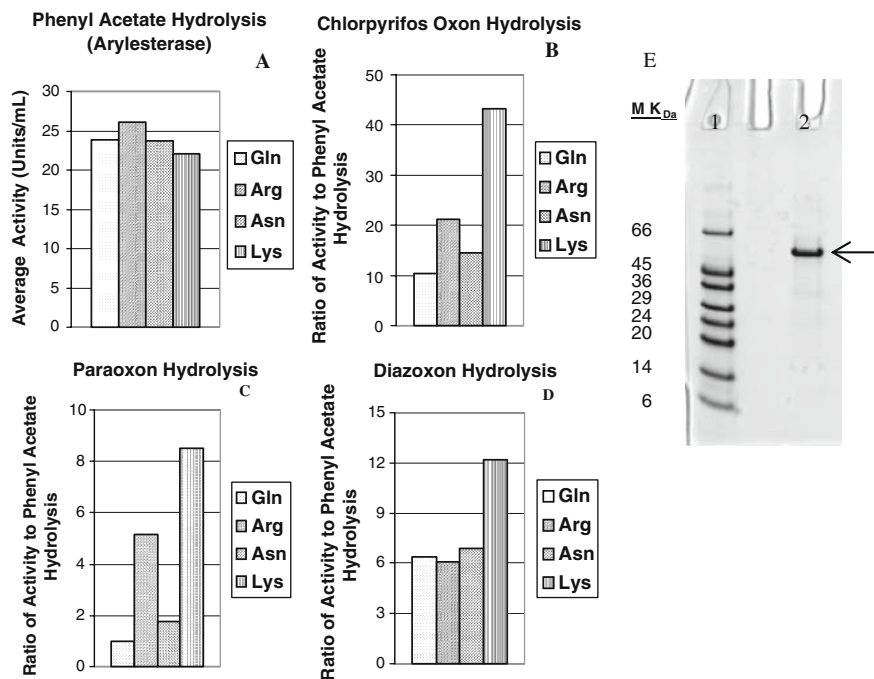 Phenyl Acetate Hydrolysis
(Arylesterase)
A
Average Activity (Units/mL)
30
25
20
15
10
5
0
Gln
Arg
Asn
Lys
Chlorpyrifos Oxon Hydrolysis
B
Ratio of Activity to Phenyl Acetate
Hydrolysis
50
40
30
20
10
0
Gln
Arg
Asn
Lys
E
M KDa
1
2
66
45
36
29
24
20
14
6
Paraoxon Hydrolysis
C
Ratio of Activity to Phenyl Acetate
Hydrolysis
10
8
6
4
2
0
Gln
Arg
Asn
Lys
Diazoxon Hydrolysis
D
Ratio of Activity to Phenyl Acetate
Hydrolysis
15
12
9
6
3
0
Gln
Arg
Asn
Lys